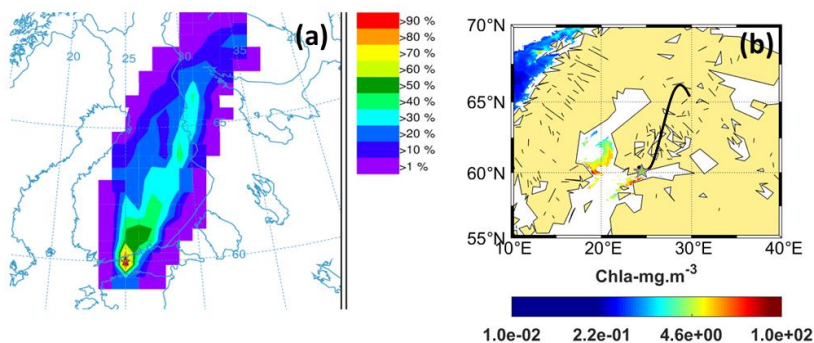 (a)
20
25
30
35
65
60
>90 %
>80 %
>70 %
>60 %
>50 %
>40 %
>30 %
>20 %
>10 %
>1 %
(b)
70°N
65°N
60°N
55°N
10°E
20°E
30°E
40°E
Chla-mg.m⁻³
1.0e-02
2.2e-01
4.6e+00
1.0e+02